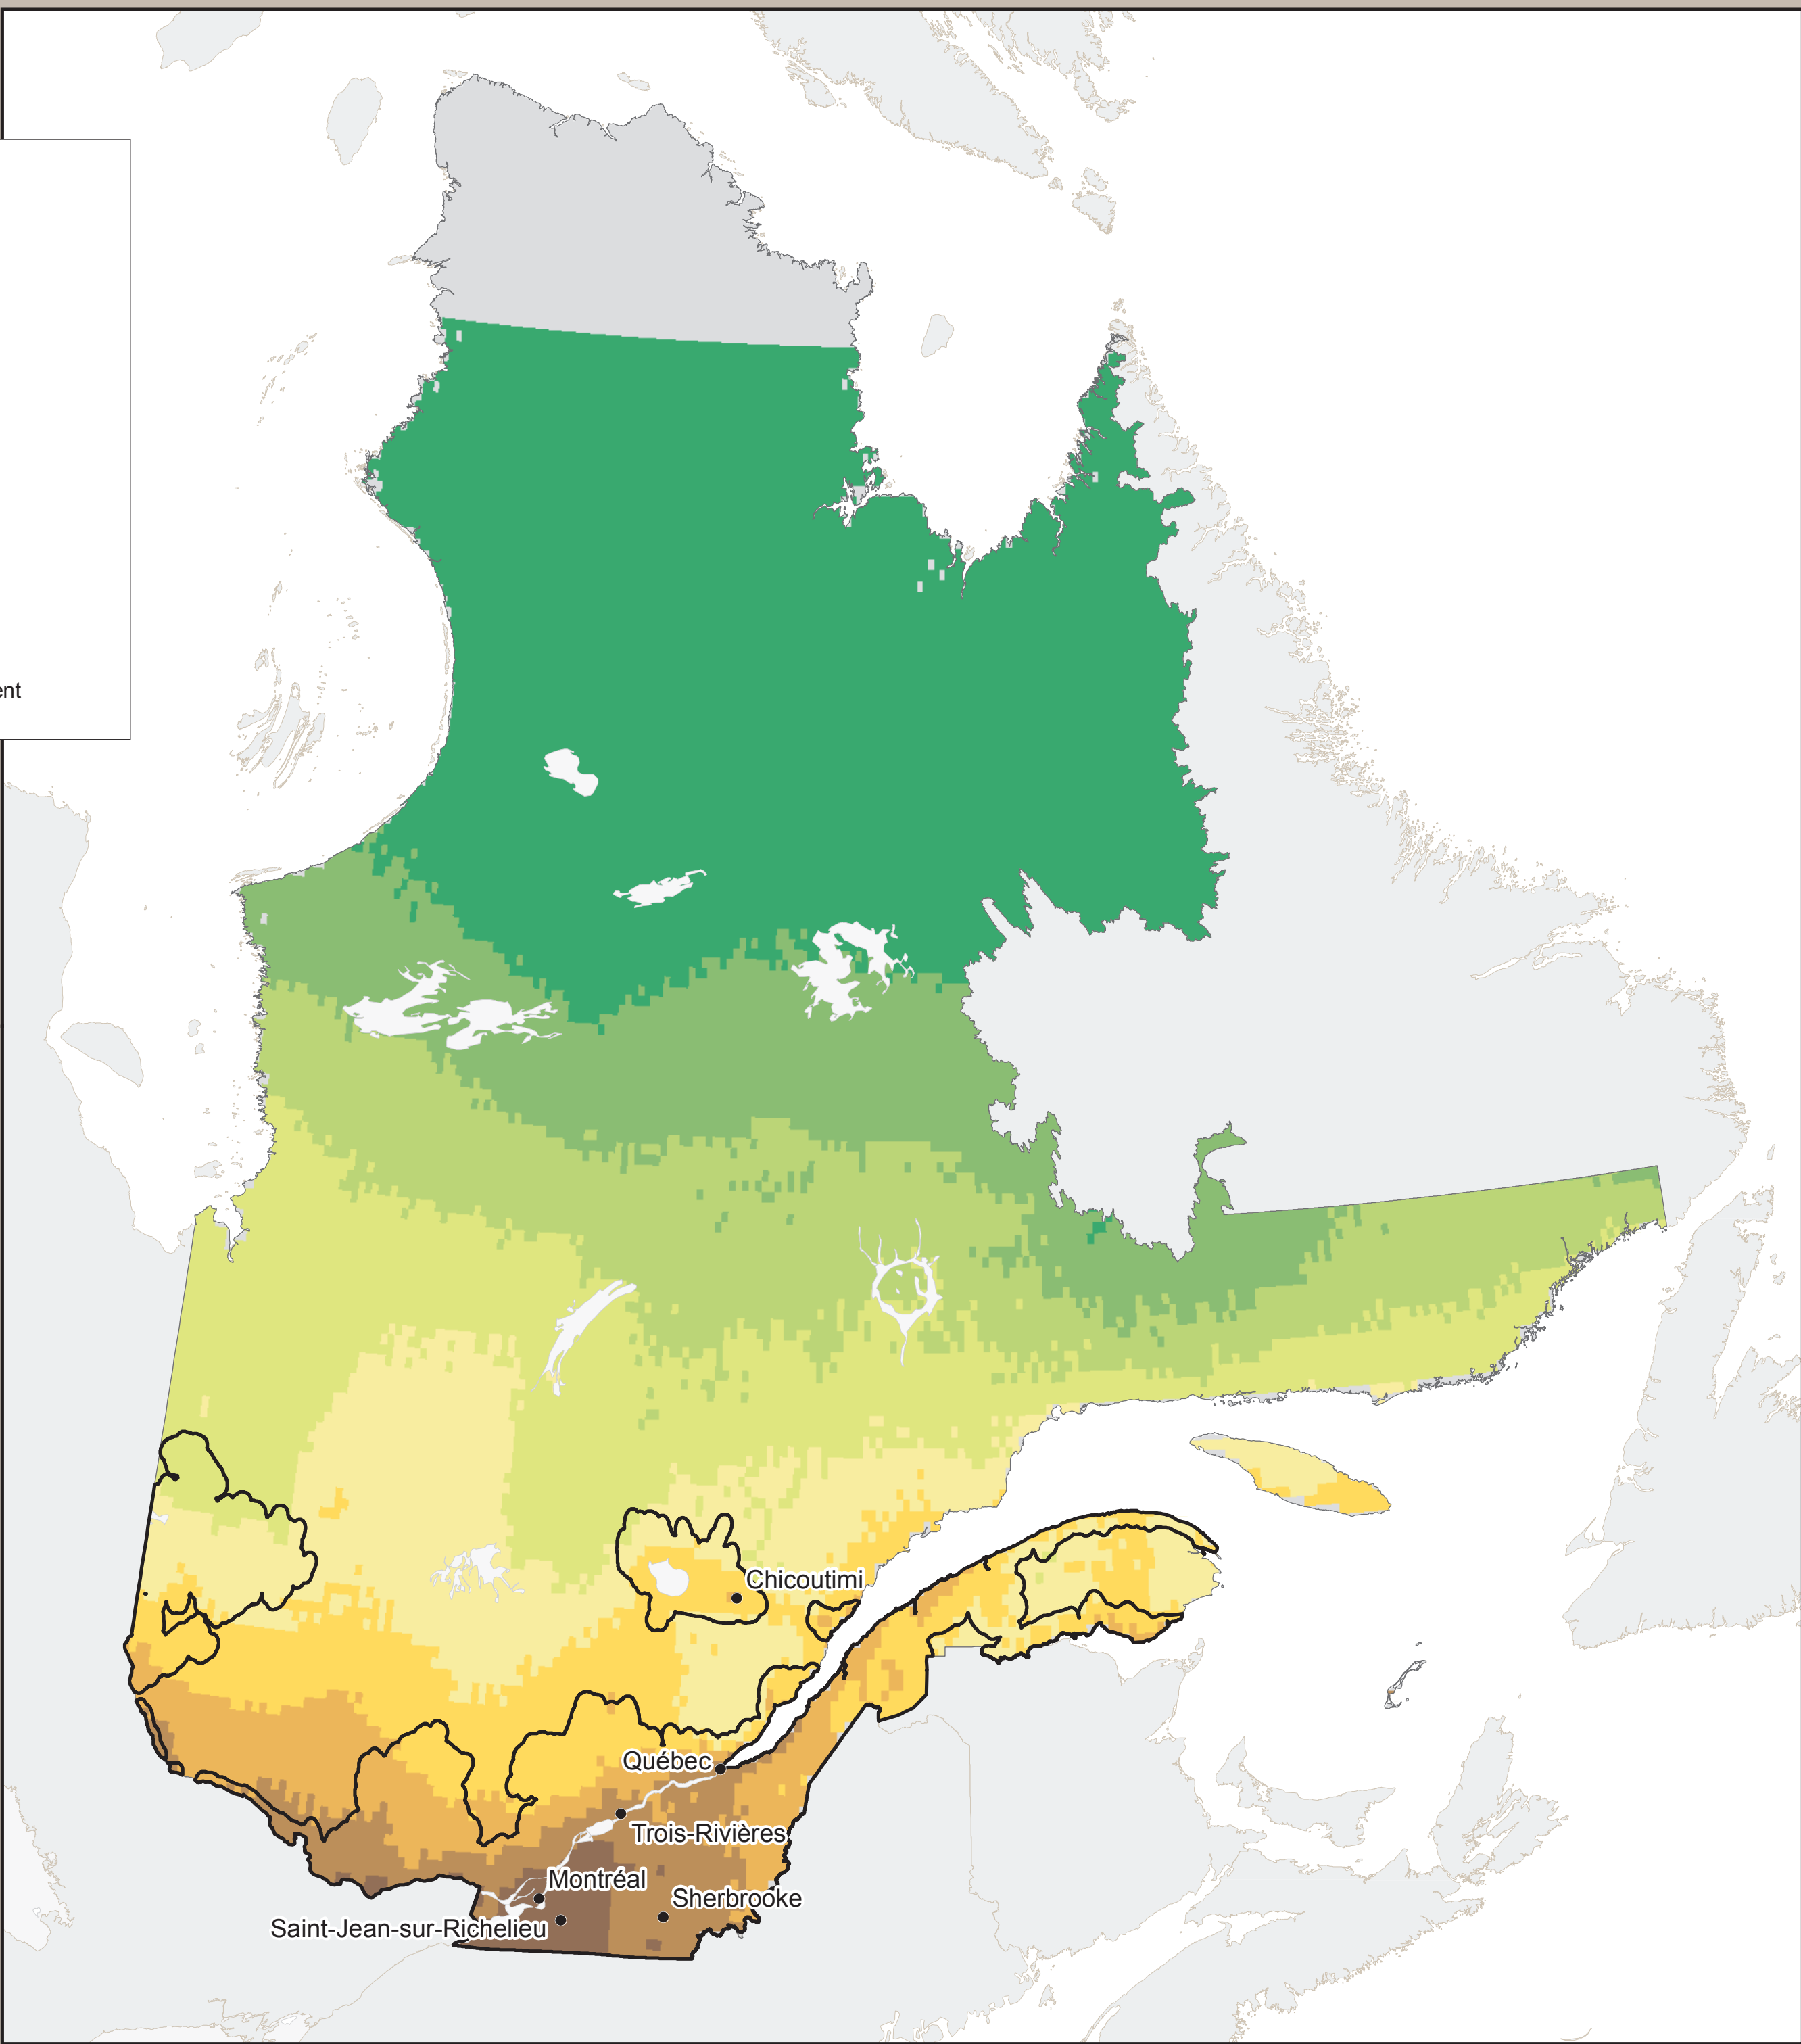 ent
Chicoutimi
Québec
Trois-Rivières
Montréal
Sherbrooke
Saint-Jean-sur-Richelieu